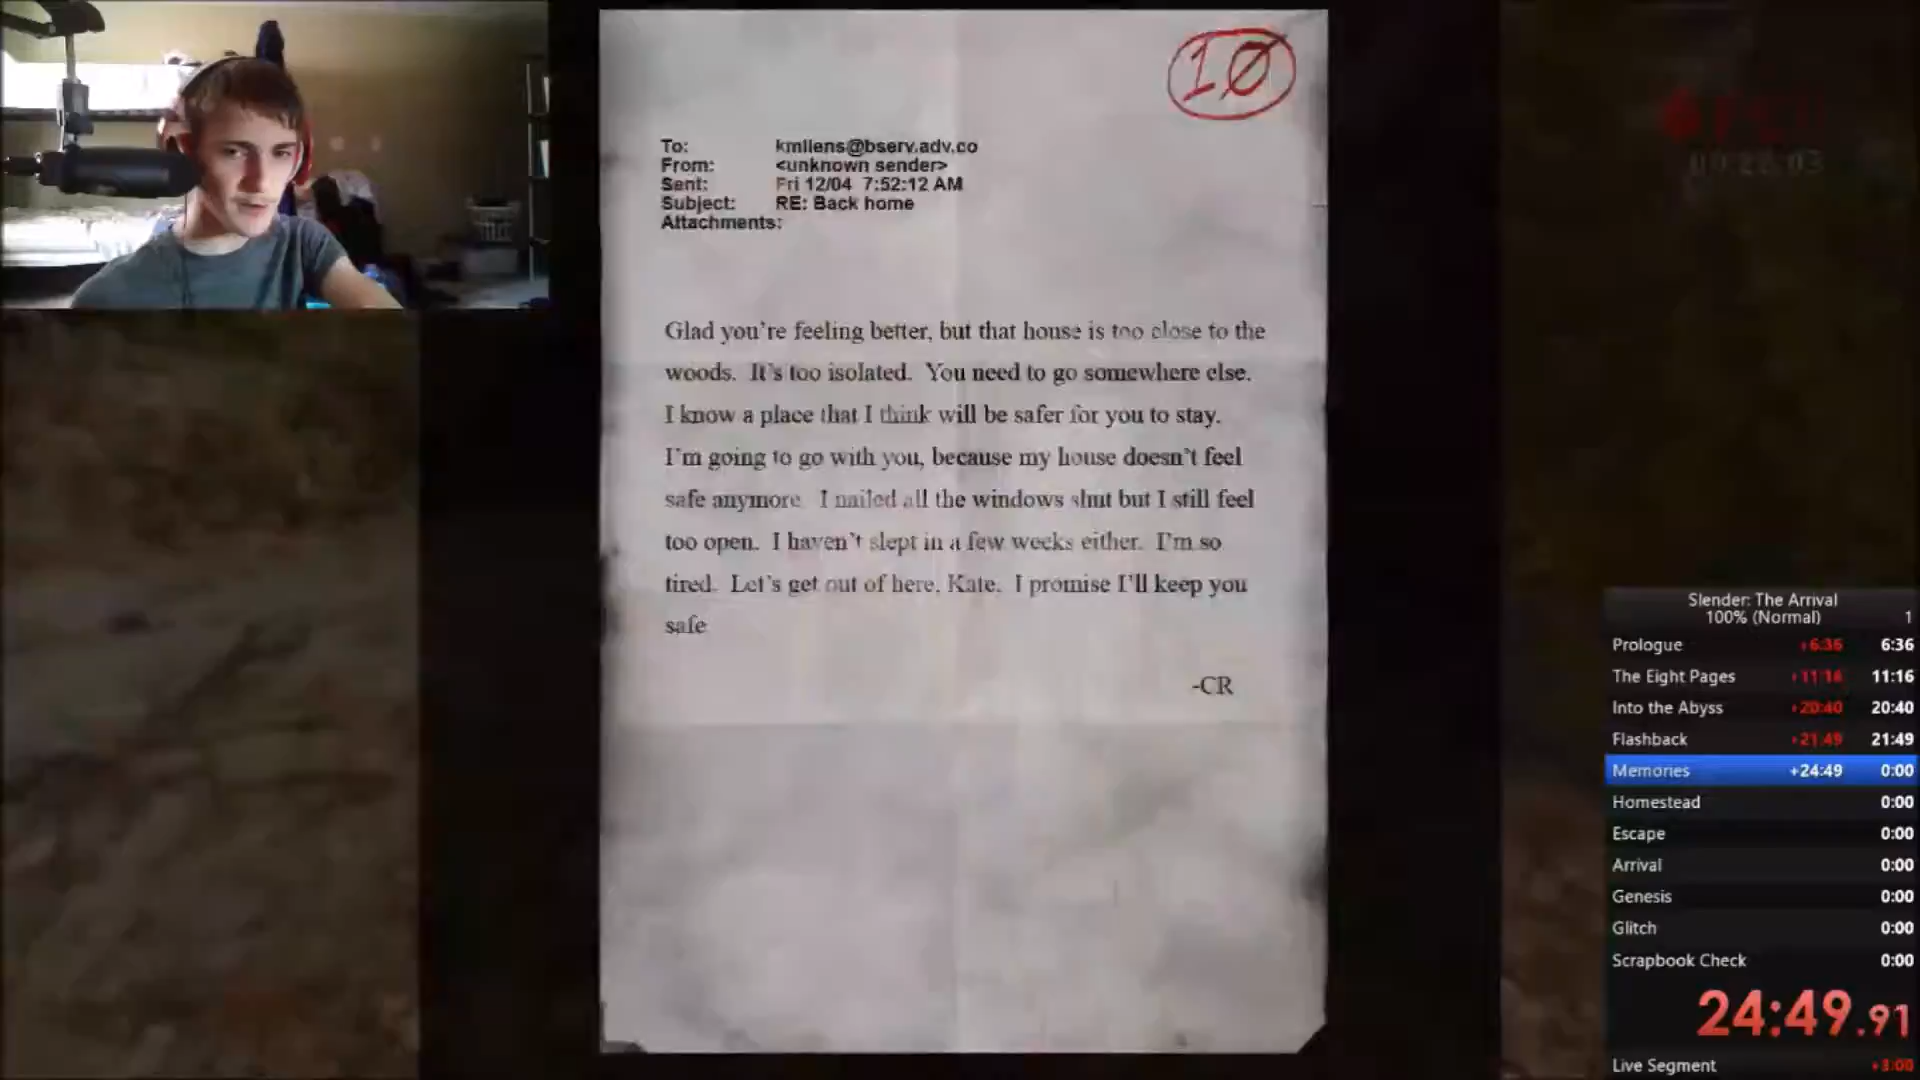 10
To: kmilens@bserv.adv.co
From: <unknown sender>
Sent: Fri 12/04 7:52:12 AM
Subject: RE: Back home
Attachments:
Glad you're feeling better, but that house is too close to the
woods. It's too isolated. You need to go somewhere else.
I know a place that I think will be safer for you to stay.
I'm going to go with you, because my house doesn't feel
safe anymore. I nailed all the windows shut but I still feel
too open. I haven't slept in a few weeks either. I'm so
tired. Let's get out of here, Kate. I promise I'll keep you
safe
-CR
Slender: The Arrival
100% (Normal) 1
Prologue +6:36 6:36
The Eight Pages +11:16 11:16
Into the Abyss +20:40 20:40
Flashback +21:49 21:49
Memories +24:49 0:00
Homestead 0:00
Escape 0:00
Arrival 0:00
Genesis 0:00
Glitch 0:00
Scrapbook Check 0:00
24:49.91
Live Segment +3:00